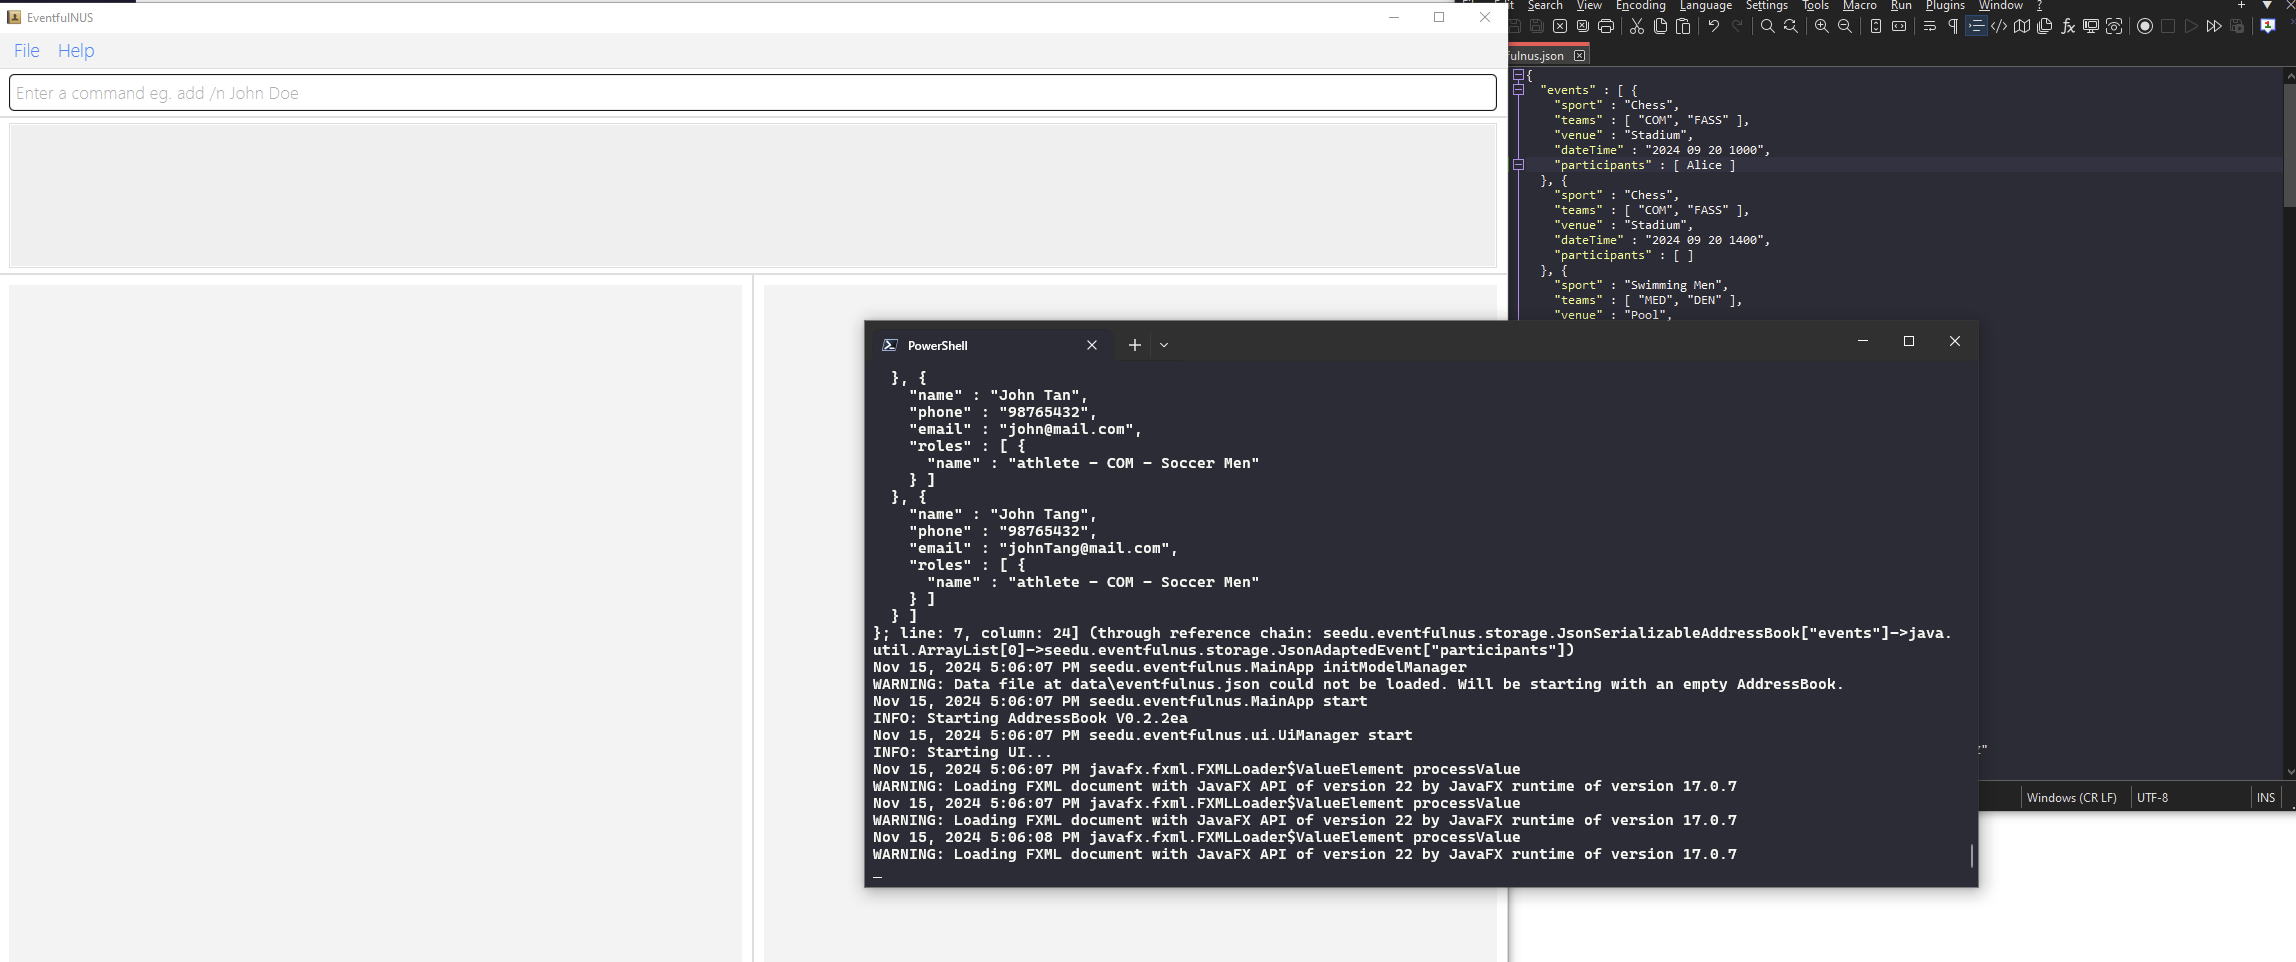 EventfulNUS
File Help
Enter a command eg. add /n John Doe
Search View Encoding Language Settings Tools Macro Run Plugins Window ?
ulnus.json
{
"events" : [ {
"sport" : "Chess",
"teams" : [ "COM", "FASS" ],
"venue" : "Stadium",
"dateTime" : "2024 09 20 1000",
"participants" : [ Alice ]
}, {
"sport" : "Chess",
"teams" : [ "COM", "FASS" ],
"venue" : "Stadium",
"dateTime" : "2024 09 20 1400",
"participants" : [ ]
}, {
"sport" : "Swimming Men",
"teams" : [ "MED", "DEN" ],
"venue" : "Pool",
PowerShell
}, {
"name" : "John Tan",
"phone" : "98765432",
"email" : "john@mail.com",
"roles" : [ {
"name" : "athlete - COM - Soccer Men"
} ]
}, {
"name" : "John Tang",
"phone" : "98765432",
"email" : "johnTang@mail.com",
"roles" : [ {
"name" : "athlete - COM - Soccer Men"
} ]
} ]
}; line: 7, column: 24] (through reference chain: seedu.eventfulnus.storage.JsonSerializableAddressBook["events"]->java.
util.ArrayList[0]->seedu.eventfulnus.storage.JsonAdaptedEvent["participants"])
Nov 15, 2024 5:06:07 PM seedu.eventfulnus.MainApp initModelManager
WARNING: Data file at data\eventfulnus.json could not be loaded. Will be starting with an empty AddressBook.
Nov 15, 2024 5:06:07 PM seedu.eventfulnus.MainApp start
INFO: Starting AddressBook V0.2.2ea
Nov 15, 2024 5:06:07 PM seedu.eventfulnus.ui.UiManager start
INFO: Starting UI...
Nov 15, 2024 5:06:07 PM javafx.fxml.FXMLLoader$ValueElement processValue
WARNING: Loading FXML document with JavaFX API of version 22 by JavaFX runtime of version 17.0.7
Nov 15, 2024 5:06:07 PM javafx.fxml.FXMLLoader$ValueElement processValue
WARNING: Loading FXML document with JavaFX API of version 22 by JavaFX runtime of version 17.0.7
Nov 15, 2024 5:06:08 PM javafx.fxml.FXMLLoader$ValueElement processValue
WARNING: Loading FXML document with JavaFX API of version 22 by JavaFX runtime of version 17.0.7
Windows (CR LF) UTF-8 INS